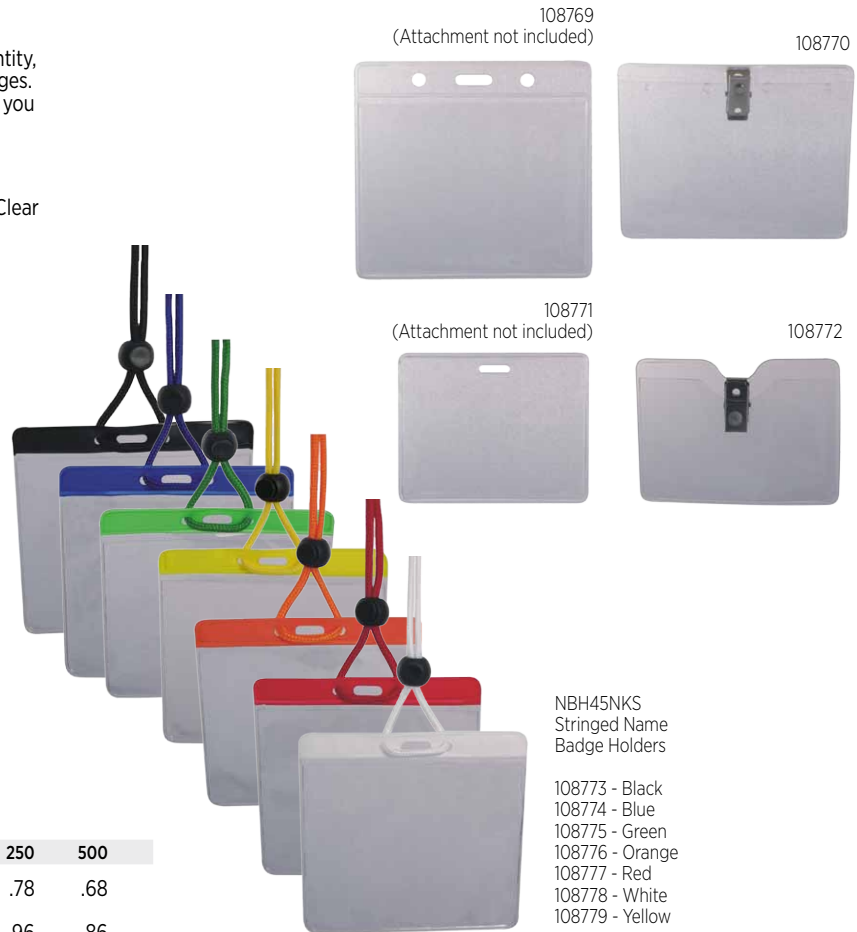 108769
(Attachment not included)
108770
ges.
you
Clear
108771
(Attachment not included)
108772
NBH45NKS
Stringed Name
Badge Holders
108773 - Black
108774 - Blue
108775 - Green
108776 - Orange
108777 - Red
108778 - White
108779 - Yellow
250 500
.78 .68